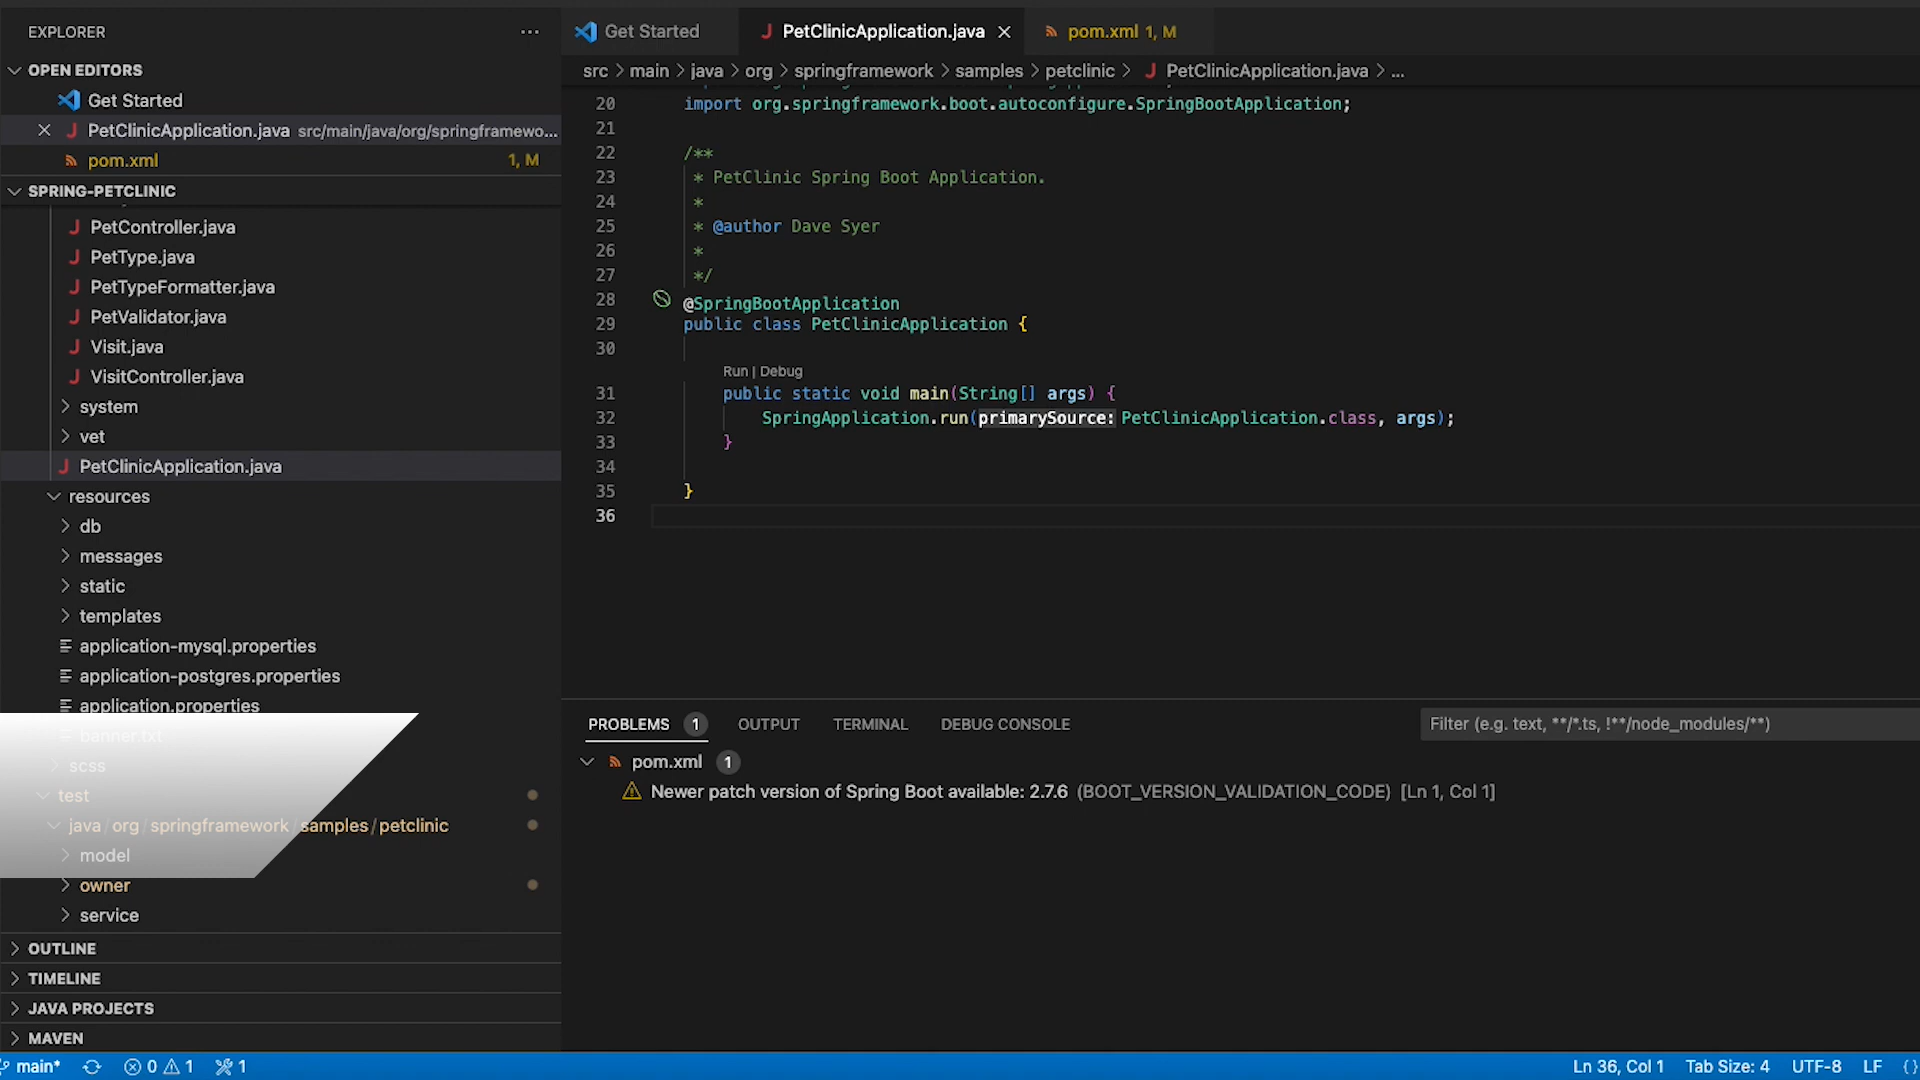 EXPLORER
OPEN EDITORS
Get Started
PetClinicApplication.java src/main/java/org/springframewo...
pom.xml 1, M
SPRING-PETCLINIC
PetController.java
PetType.java
PetTypeFormatter.java
PetValidator.java
Visit.java
VisitController.java
system
vet
PetClinicApplication.java
resources
db
messages
static
templates
application-mysql.properties
application-postgres.properties
application.properties
banner.txt
scss
test
java / org / springframework / samples / petclinic
model
owner
service
OUTLINE
TIMELINE
JAVA PROJECTS
MAVEN
Get Started PetClinicApplication.java pom.xml 1, M
src > main > java > org > springframework > samples > petclinic > PetClinicApplication.java > ...
20 import org.springframework.boot.autoconfigure.SpringBootApplication;
21
22 /**
23 * PetClinic Spring Boot Application.
24 *
25 * @author Dave Syer
26 *
27 */
28 @SpringBootApplication
29 public class PetClinicApplication {
30
Run | Debug
31 public static void main(String[] args) {
32 SpringApplication.run(primarySource: PetClinicApplication.class, args);
33 }
34
35 }
36
PROBLEMS 1 OUTPUT TERMINAL DEBUG CONSOLE Filter (e.g. text, **/*.ts, !**/node_modules/**)
pom.xml 1
Newer patch version of Spring Boot available: 2.7.6 (BOOT_VERSION_VALIDATION_CODE) [Ln 1, Col 1]
main* 0 1 1 Ln 36, Col 1 Tab Size: 4 UTF-8 LF {}